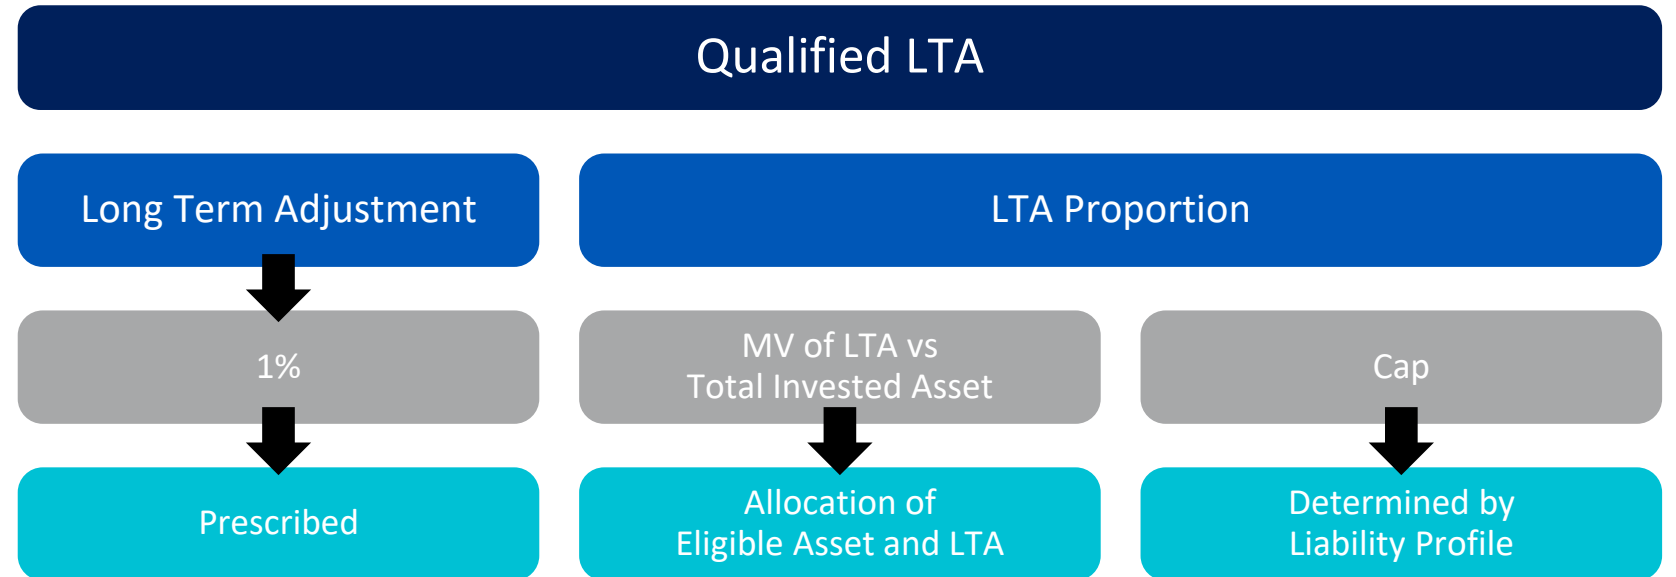 Qualified LTA
Long Term Adjustment
LTA Proportion
1%
MV of LTA vs
Total Invested Asset
Cap
Prescribed
Allocation of
Eligible Asset and LTA
Determined by
Liability Profile